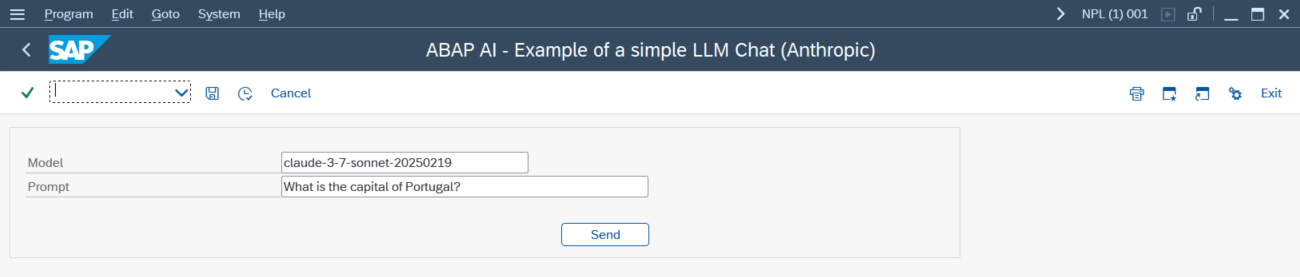 Program Edit Goto System Help NPL (1) 001
SAP ABAP AI - Example of a simple LLM Chat (Anthropic)
Cancel Exit
Model claude-3-7-sonnet-20250219
Prompt What is the capital of Portugal?
Send